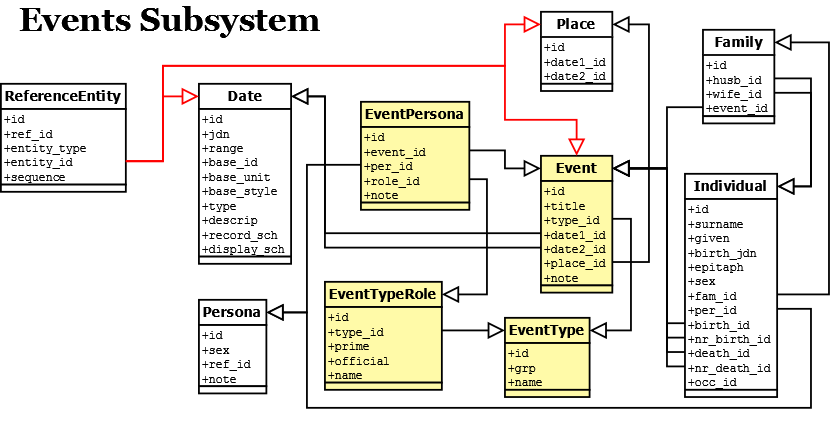 Events Subsystem
Place
+id
+date1_id
+date2_id
Family
+id
+husb_id
+wife_id
+event_id
ReferenceEntity
+id
+ref_id
+entity_type
+entity_id
+sequence
Date
+id
+jdn
+range
+base_id
+base_unit
+base_style
+type
+descrip
+record_sch
+display_sch
EventPersona
+id
+event_id
+per_id
+role_id
+note
Event
+id
+title
+type_id
+date1_id
+date2_id
+place_id
+note
Individual
+id
+surname
+given
+birth_jdn
+epitaph
+sex
+fam_id
+per_id
+birth_id
+nr_birth_id
+death_id
+nr_death_id
+occ_id
Persona
+id
+sex
+ref_id
+note
EventTypeRole
+id
+type_id
+prime
+official
+name
EventType
+id
+grp
+name